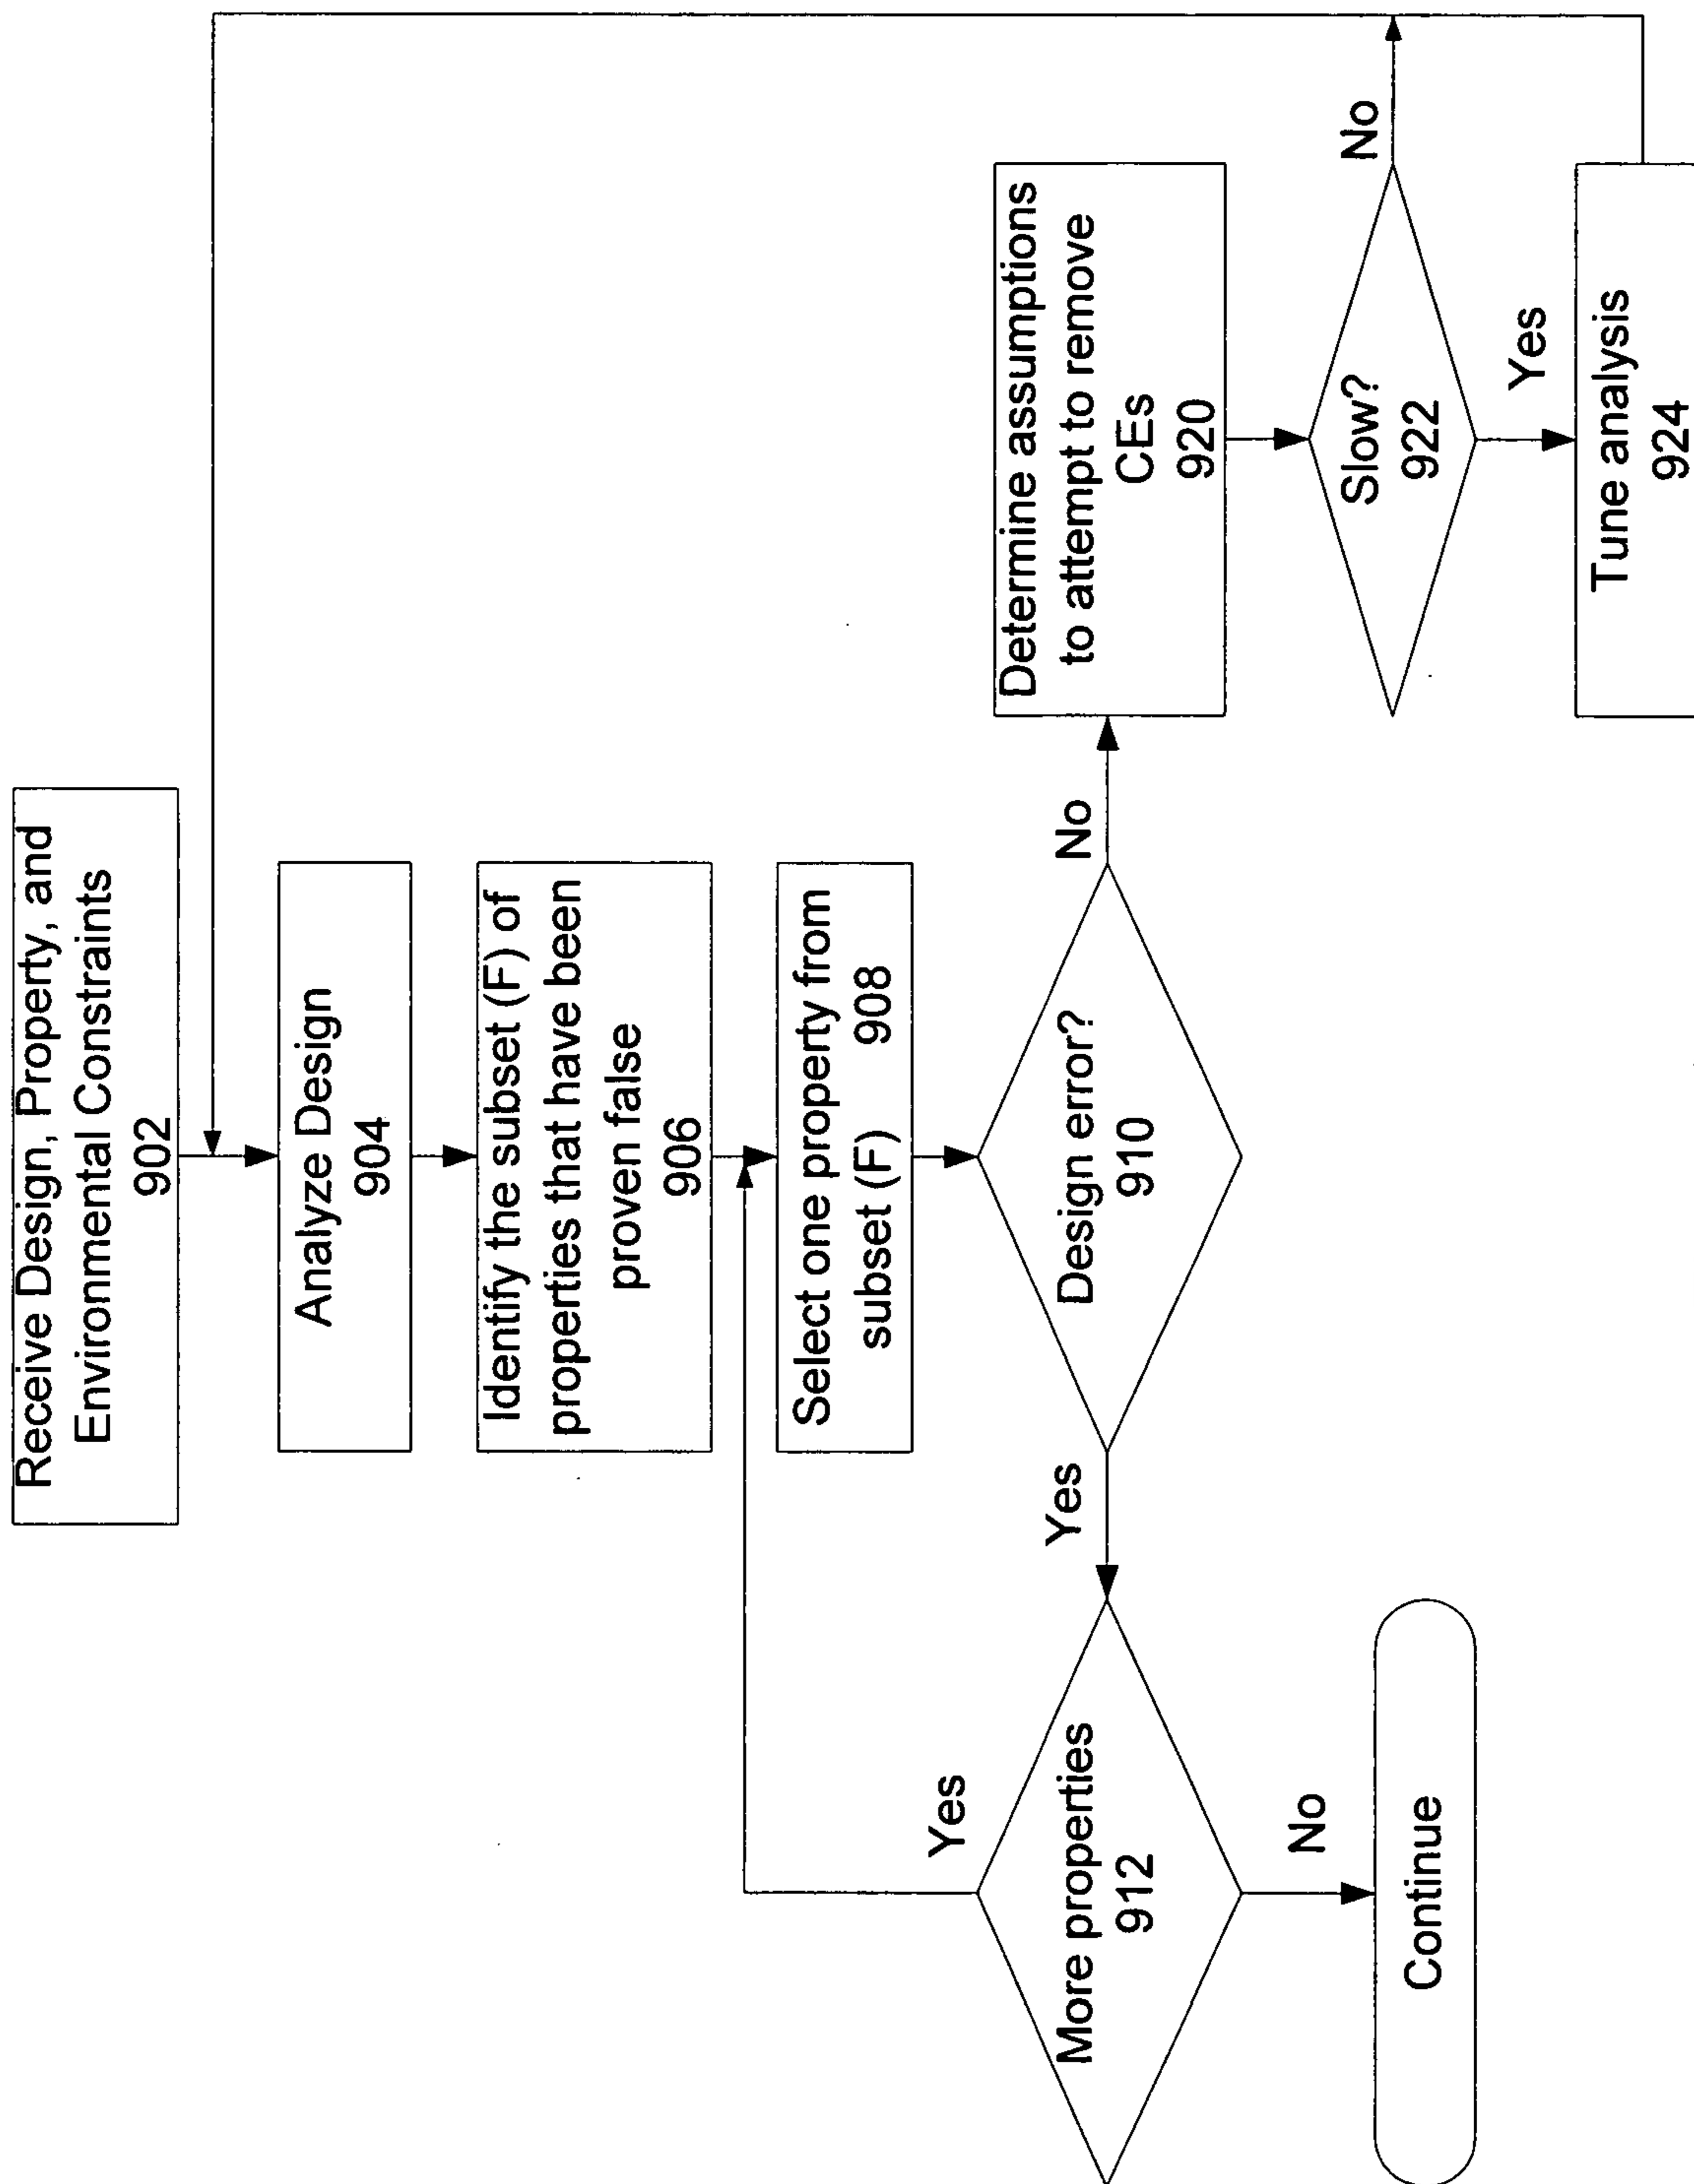 Receive Design, Property, and
Environmental Constraints
902
Analyze Design
904
Identify the subset (F) of
properties that have been
proven false
906
Select one property from
subset (F) 908
Design error?
910
Yes
No
More properties
912
Yes
No
Continue
Determine assumptions
to attempt to remove
CEs
920
Slow?
922
No
Yes
Tune analysis
924